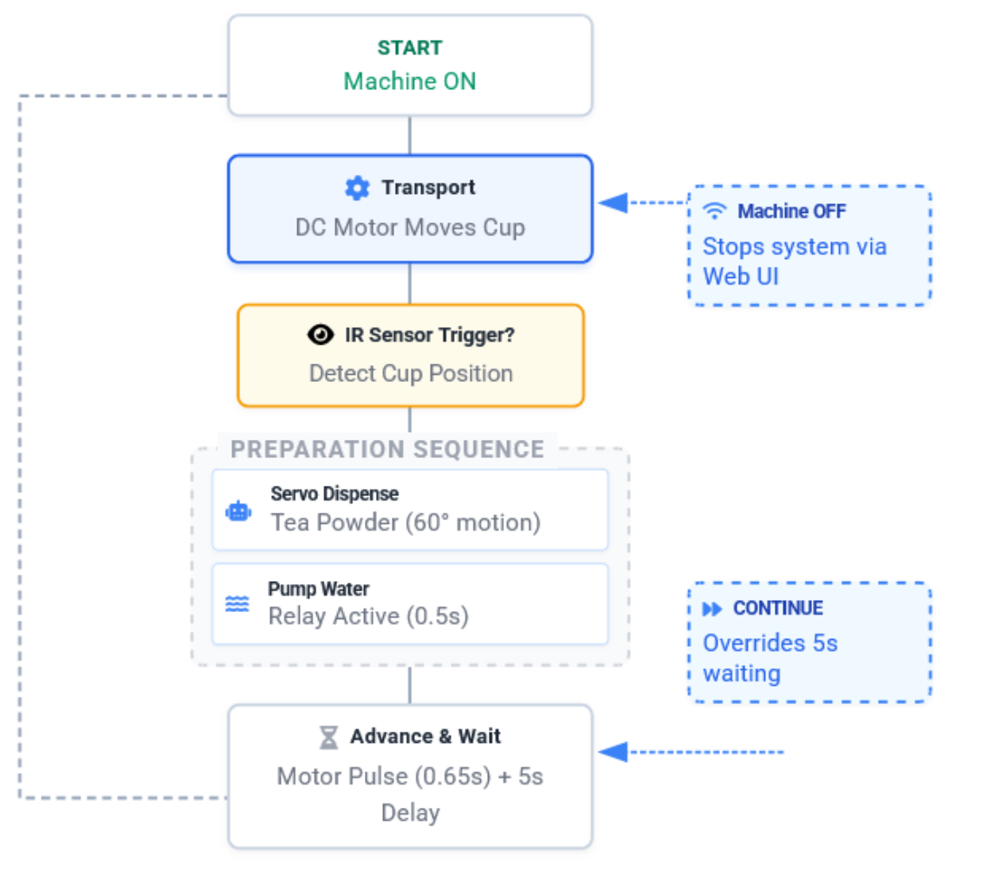 START
Machine ON
Transport
DC Motor Moves Cup
Machine OFF
Stops system via
Web UI
IR Sensor Trigger?
Detect Cup Position
PREPARATION SEQUENCE
Servo Dispense
Tea Powder (60° motion)
Pump Water
Relay Active (0.5s)
CONTINUE
Overrides 5s
waiting
Advance & Wait
Motor Pulse (0.65s) + 5s
Delay